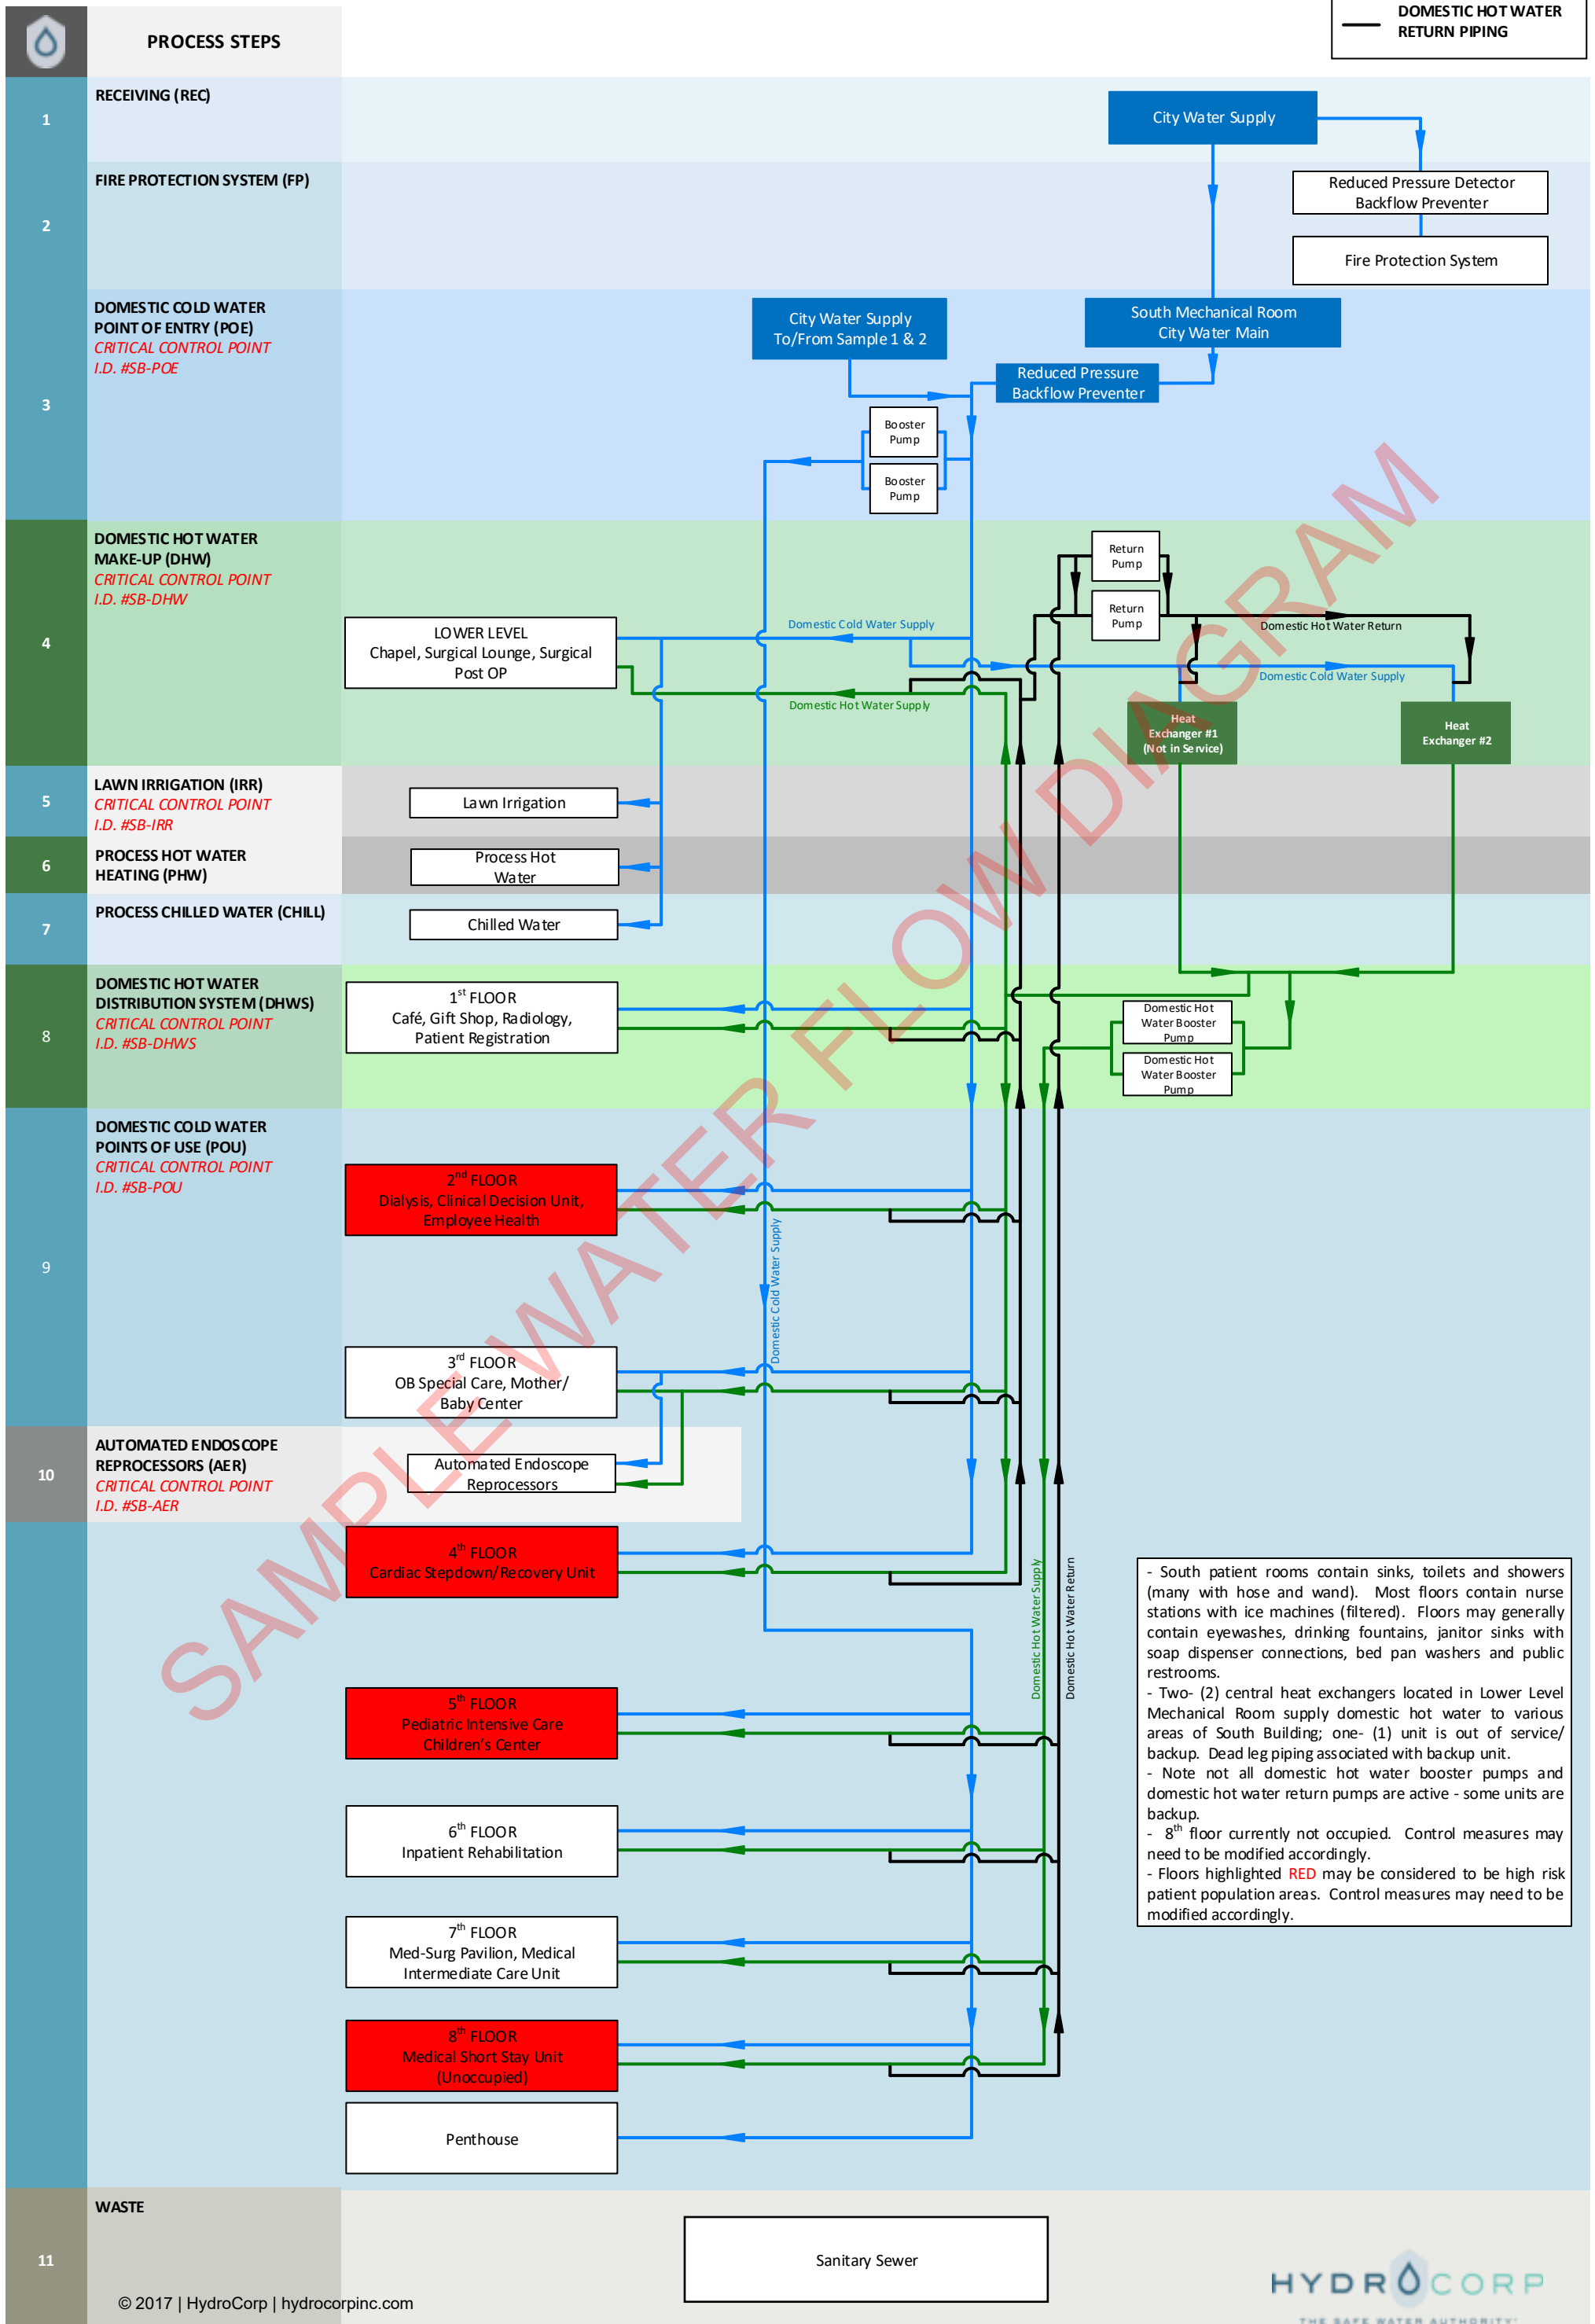 DOMESTIC HOT WATER
RETURN PIPING
PROCESS STEPS
1
RECEIVING (REC)
City Water Supply
2
FIRE PROTECTION SYSTEM (FP)
Reduced Pressure Detector
Backflow Preventer
Fire Protection System
3
DOMESTIC COLD WATER
POINT OF ENTRY (POE)
CRITICAL CONTROL POINT
I.D. #SB-POE
City Water Supply
To/From Sample 1 & 2
South Mechanical Room
City Water Main
Reduced Pressure
Backflow Preventer
Booster
Pump
Booster
Pump
4
DOMESTIC HOT WATER
MAKE-UP (DHW)
CRITICAL CONTROL POINT
I.D. #SB-DHW
Return
Pump
Return
Pump
LOWER LEVEL
Chapel, Surgical Lounge, Surgical
Post OP
Domestic Cold Water Supply
Domestic Hot Water Return
Domestic Cold Water Supply
Domestic Hot Water Supply
Heat
Exchanger #1
(Not in Service)
Heat
Exchanger #2
5
LAWN IRRIGATION (IRR)
CRITICAL CONTROL POINT
I.D. #SB-IRR
Lawn Irrigation
6
PROCESS HOT WATER
HEATING (PHW)
Process Hot
Water
7
PROCESS CHILLED WATER (CHILL)
Chilled Water
8
DOMESTIC HOT WATER
DISTRIBUTION SYSTEM (DHWS)
CRITICAL CONTROL POINT
I.D. #SB-DHWS
1st FLOOR
Café, Gift Shop, Radiology,
Patient Registration
Domestic Hot
Water Booster
Pump
Domestic Hot
Water Booster
Pump
9
DOMESTIC COLD WATER
POINTS OF USE (POU)
CRITICAL CONTROL POINT
I.D. #SB-POU
2nd FLOOR
Dialysis, Clinical Decision Unit,
Employee Health
Domestic Cold Water Supply
3rd FLOOR
OB Special Care, Mother/
Baby Center
10
AUTOMATED ENDOSCOPE
REPROCESSORS (AER)
CRITICAL CONTROL POINT
I.D. #SB-AER
Automated Endoscope
Reprocessors
4th FLOOR
Cardiac Stepdown/Recovery Unit
Domestic Hot Water Supply
Domestic Hot Water Return
5th FLOOR
Pediatric Intensive Care
Children's Center
6th FLOOR
Inpatient Rehabilitation
7th FLOOR
Med-Surg Pavilion, Medical
Intermediate Care Unit
8th FLOOR
Medical Short Stay Unit
(Unoccupied)
Penthouse
- South patient rooms contain sinks, toilets and showers
(many with hose and wand). Most floors contain nurse
stations with ice machines (filtered). Floors may generally
contain eyewashes, drinking fountains, janitor sinks with
soap dispenser connections, bed pan washers and public
restrooms.
- Two- (2) central heat exchangers located in Lower Level
Mechanical Room supply domestic hot water to various
areas of South Building; one- (1) unit is out of service/
backup. Dead leg piping associated with backup unit.
- Note not all domestic hot water booster pumps and
domestic hot water return pumps are active - some units are
backup.
- 8th floor currently not occupied. Control measures may
need to be modified accordingly.
- Floors highlighted RED may be considered to be high risk
patient population areas. Control measures may need to be
modified accordingly.
SAMPLE WATER FLOW DIAGRAM
11
WASTE
Sanitary Sewer
© 2017 | HydroCorp | hydrocorpinc.com
HYDROCORP
THE SAFE WATER AUTHORITY